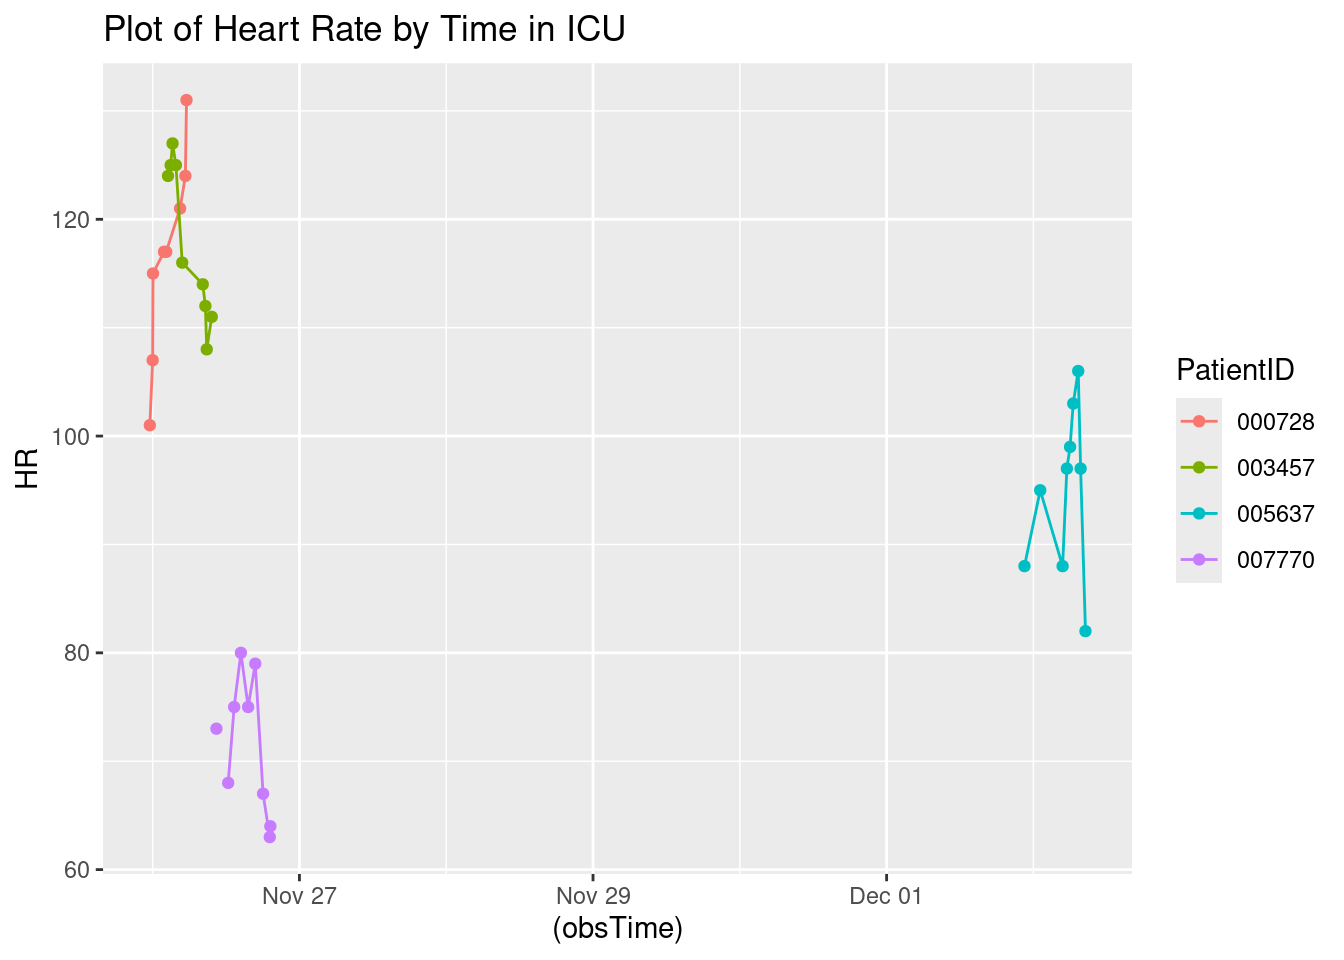 Plot of Heart Rate by Time in ICU
120
100
80
60
HR
Nov 27
Nov 29
Dec 01
(obsTime)
PatientID
000728
003457
005637
007770